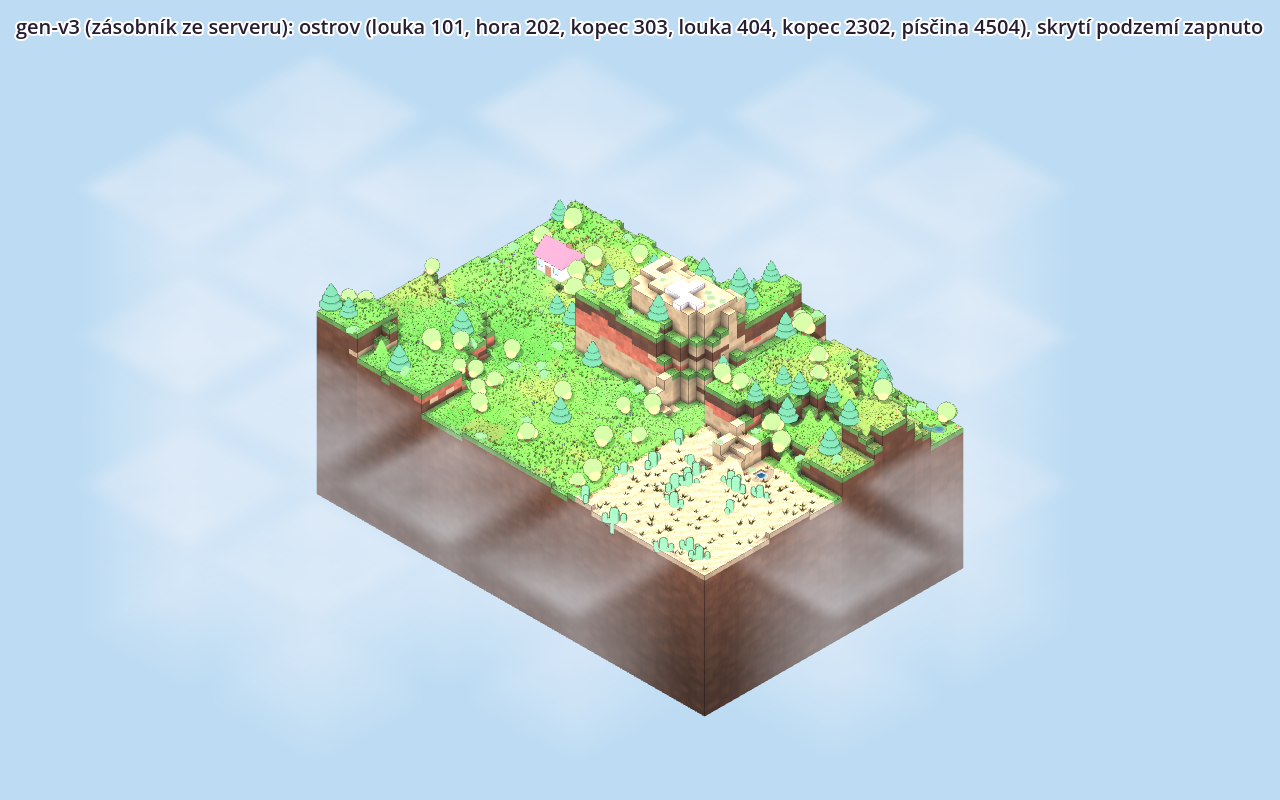 gen-v3 (zásobník ze serveru): ostrov (louka 101, hora 202, kopec 303, louka 404, kopec 2302, písčina 4504), skrytí podzemí zapnuto